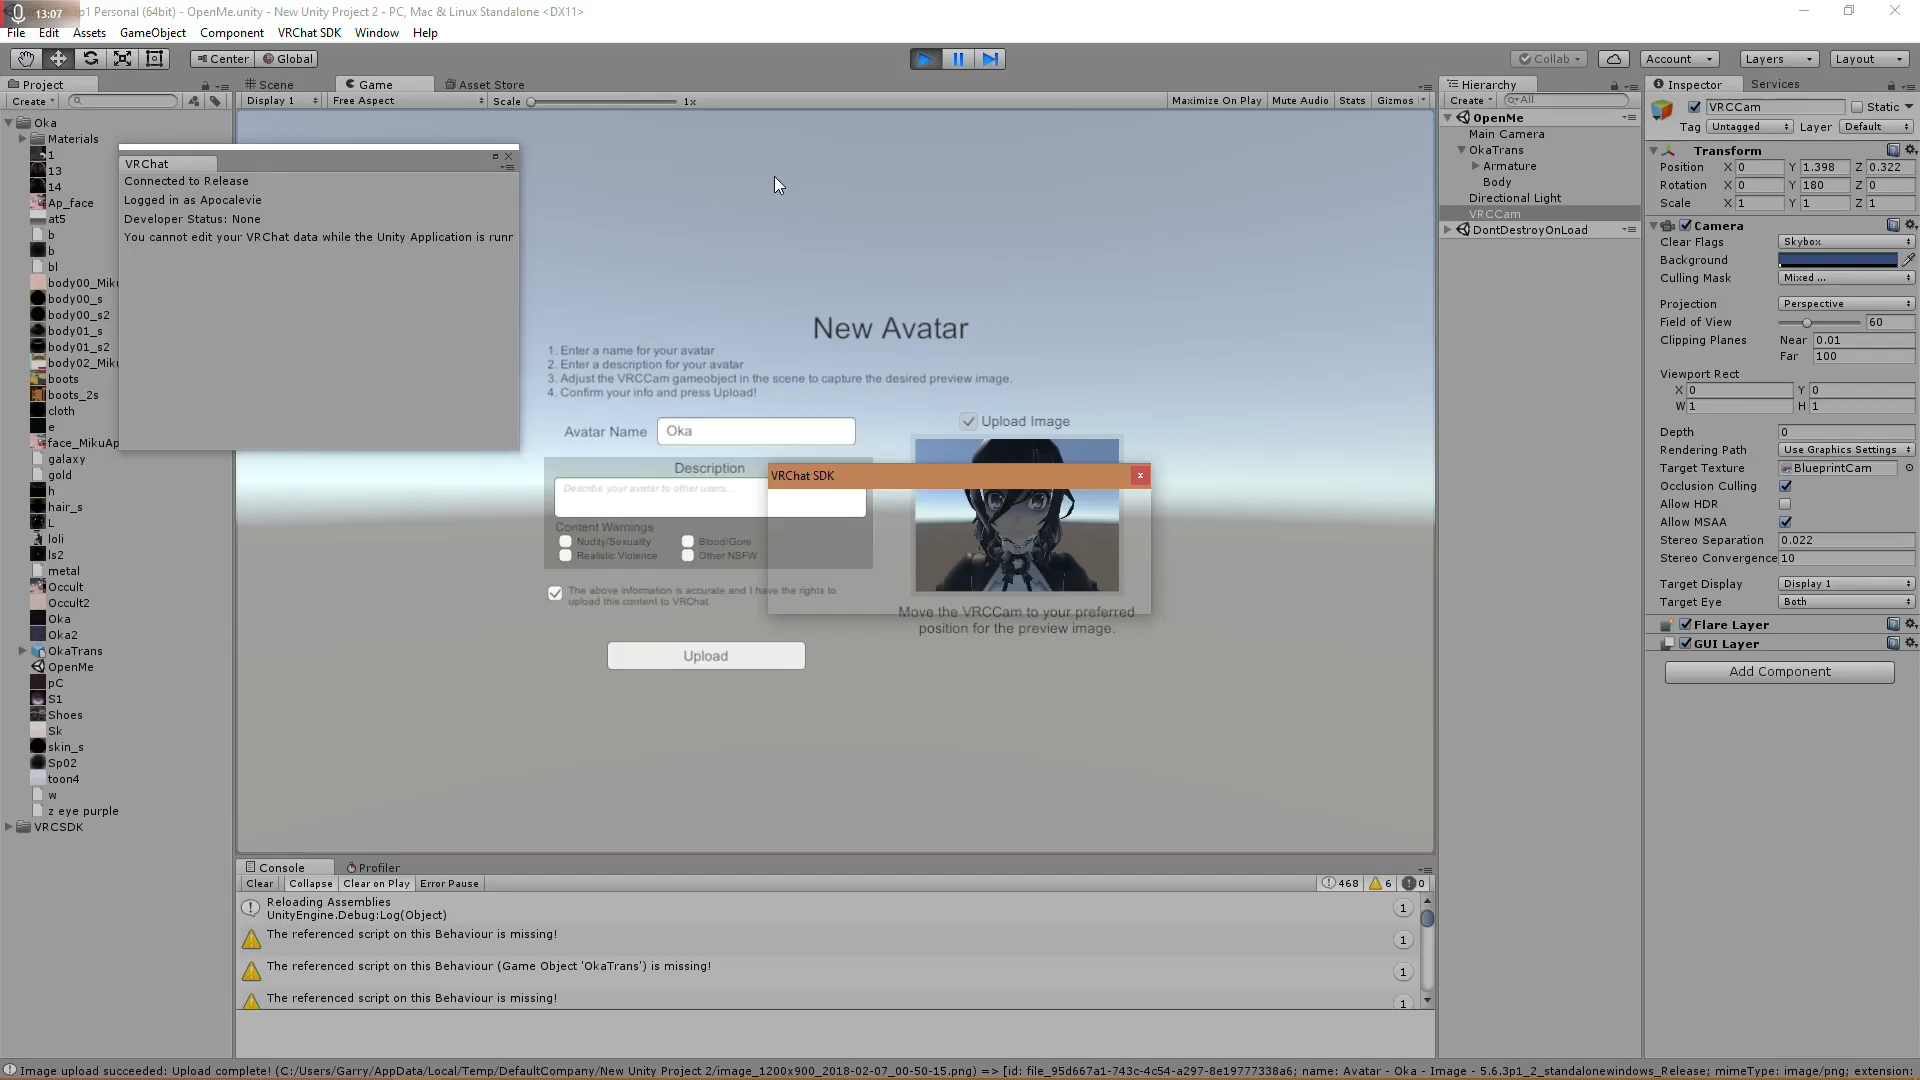 13:07
p1 Personal (64bit) - OpenMe.unity - New Unity Project 2 - PC, Mac & Linux Standalone <DX11>
File Edit Assets GameObject Component VRChat SDK Window Help
Center Global Collab Account Layers Layout
Project
Create
Scene Game Asset Store
Display 1 Free Aspect Scale 1x Maximize On Play Mute Audio Stats Gizmos
Oka
Materials
1
13
14
Ap_face
at5
b
b
bl
body00_Miku
body00_s
body00_s2
body01_s
body01_s2
body02_Miku
boots
boots_2s
cloth
e
face_MikuAp
galaxy
gold
h
hair_s
L
loli
ls2
metal
Occult
Occult2
Oka
Oka2
OkaTrans
OpenMe
pC
S1
Shoes
Sk
skin_s
Sp02
toon4
w
z eye purple
VRCSDK
VRChat
Connected to Release
Logged in as Apocalevie
Developer Status: None
You cannot edit your VRChat data while the Unity Application is runn
New Avatar
1. Enter a name for your avatar
2. Enter a description for your avatar
3. Adjust the VRCCam gameobject in the scene to capture the desired preview image.
4. Confirm your info and press Upload!
Avatar Name Oka
Upload Image
Description
Describe your avatar to other users...
VRChat SDK
x
Content Warnings
Nudity/Sexuality Blood/Gore
Realistic Violence Other NSFW
The above information is accurate and I have the rights to
upload this content to VRChat.
Move the VRCCam to your preferred
position for the preview image.
Upload
Console Profiler
Clear Collapse Clear on Play Error Pause 468 6 0
Reloading Assemblies
UnityEngine.Debug:Log(Object)
1
The referenced script on this Behaviour is missing!
1
The referenced script on this Behaviour (Game Object 'OkaTrans') is missing!
1
The referenced script on this Behaviour is missing!
1
Hierarchy
Create All
OpenMe
Main Camera
OkaTrans
Armature
Body
Directional Light
VRCCam
DontDestroyOnLoad
Inspector Services
VRCCam Static
Tag Untagged Layer Default
Transform
Position X 0 Y 1.398 Z 0.322
Rotation X 0 Y 180 Z 0
Scale X 1 Y 1 Z 1
Camera
Clear Flags Skybox
Background
Culling Mask Mixed ...
Projection Perspective
Field of View 60
Clipping Planes Near 0.01
Far 100
Viewport Rect
X 0 Y 0
W 1 H 1
Depth 0
Rendering Path Use Graphics Settings
Target Texture BlueprintCam
Occlusion Culling
Allow HDR
Allow MSAA
Stereo Separation 0.022
Stereo Convergence 10
Target Display Display 1
Target Eye Both
Flare Layer
GUI Layer
Add Component
Image upload succeeded: Upload complete! (C:/Users/Garry/AppData/Local/Temp/DefaultCompany/New Unity Project 2/image_1200x900_2018-02-07_00-50-15.png) => [id: file_95d667a1-743c-4c54-a297-8e19777338a6; name: Avatar - Oka - Image - 5.6.3p1_2_standalonewindows_Release; mimeType: image/png; extension: